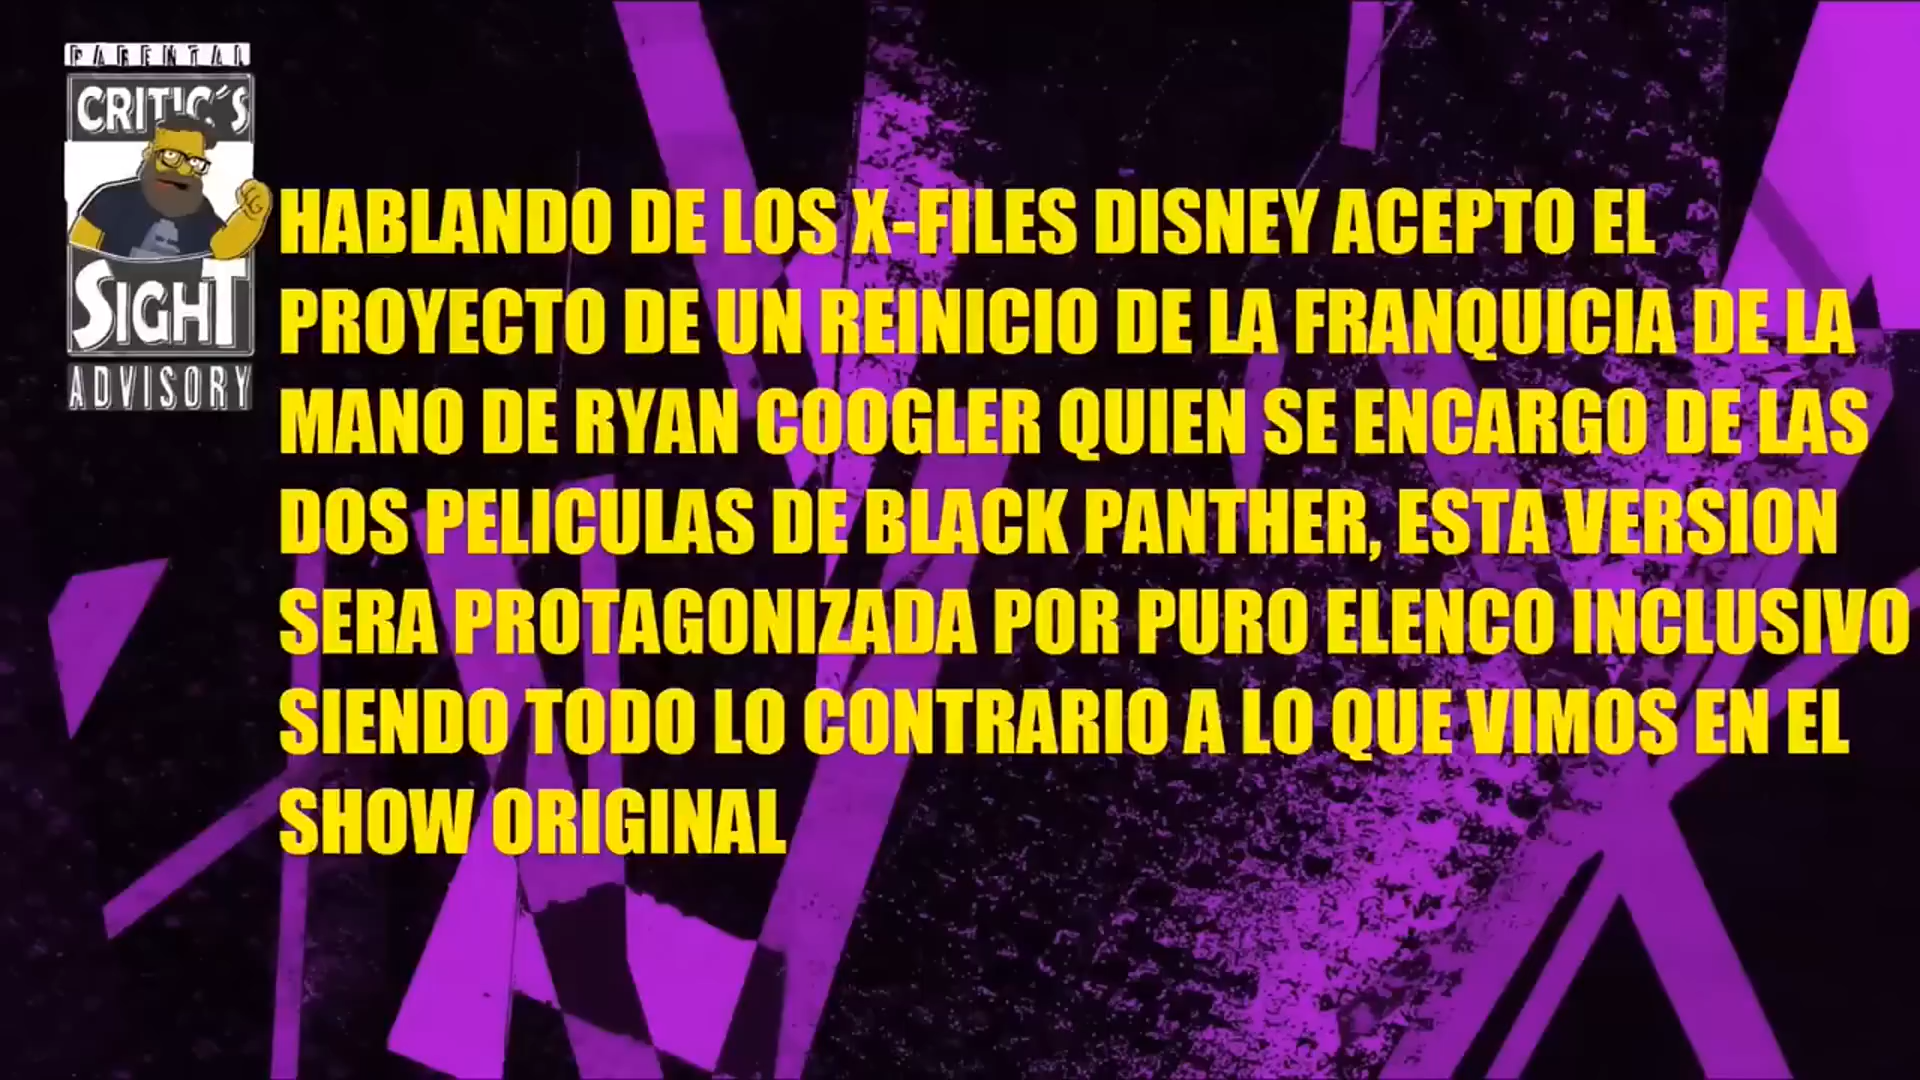 PARENTAL
CRITIC´S
SIGHT
ADVISORY
HABLANDO DE LOS X-FILES DISNEY ACEPTO EL
PROYECTO DE UN REINICIO DE LA FRANQUICIA DE LA
MANO DE RYAN COOGLER QUIEN SE ENCARGO DE LAS
DOS PELICULAS DE BLACK PANTHER, ESTA VERSION
SERA PROTAGONIZADA POR PURO ELENCO INCLUSIVO
SIENDO TODO LO CONTRARIO A LO QUE VIMOS EN EL
SHOW ORIGINAL